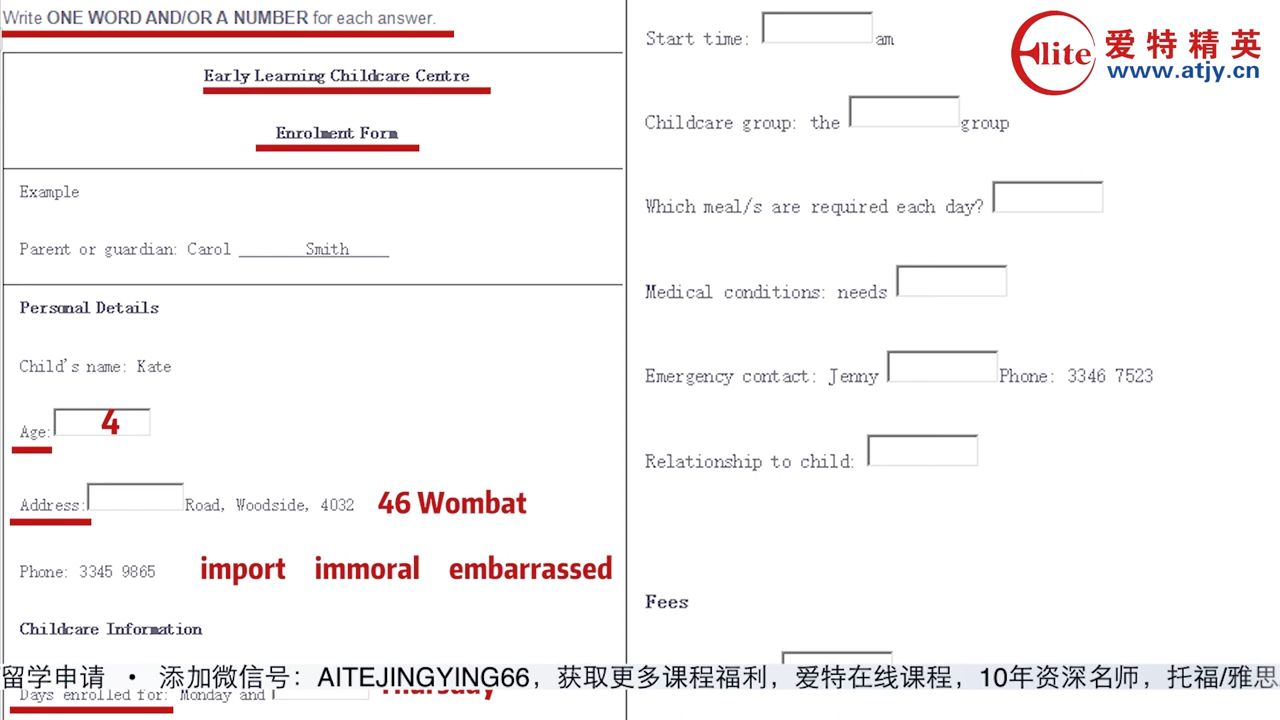 Write ONE WORD AND/OR A NUMBER for each answer.
Early Learning Childcare Centre
Enrolment Form
Example
Parent or guardian: Carol Smith
Personal Details
Child's name: Kate
Age: 4
Address: Road, Woodside, 4032 46 Wombat
Phone: 3345 9865 import immoral embarrassed
Childcare Information
Days enrolled for: Monday and Thursday
Start time: am
Childcare group: the group
Which meal/s are required each day?
Medical conditions: needs
Emergency contact: Jenny Phone: 3346 7523
Relationship to child:
Fees
Elite 爱特精英
www.atjy.cn
留学申请 • 添加微信号：AITEJINGYING66，获取更多课程福利，爱特在线课程，10年资深名师，托福/雅思